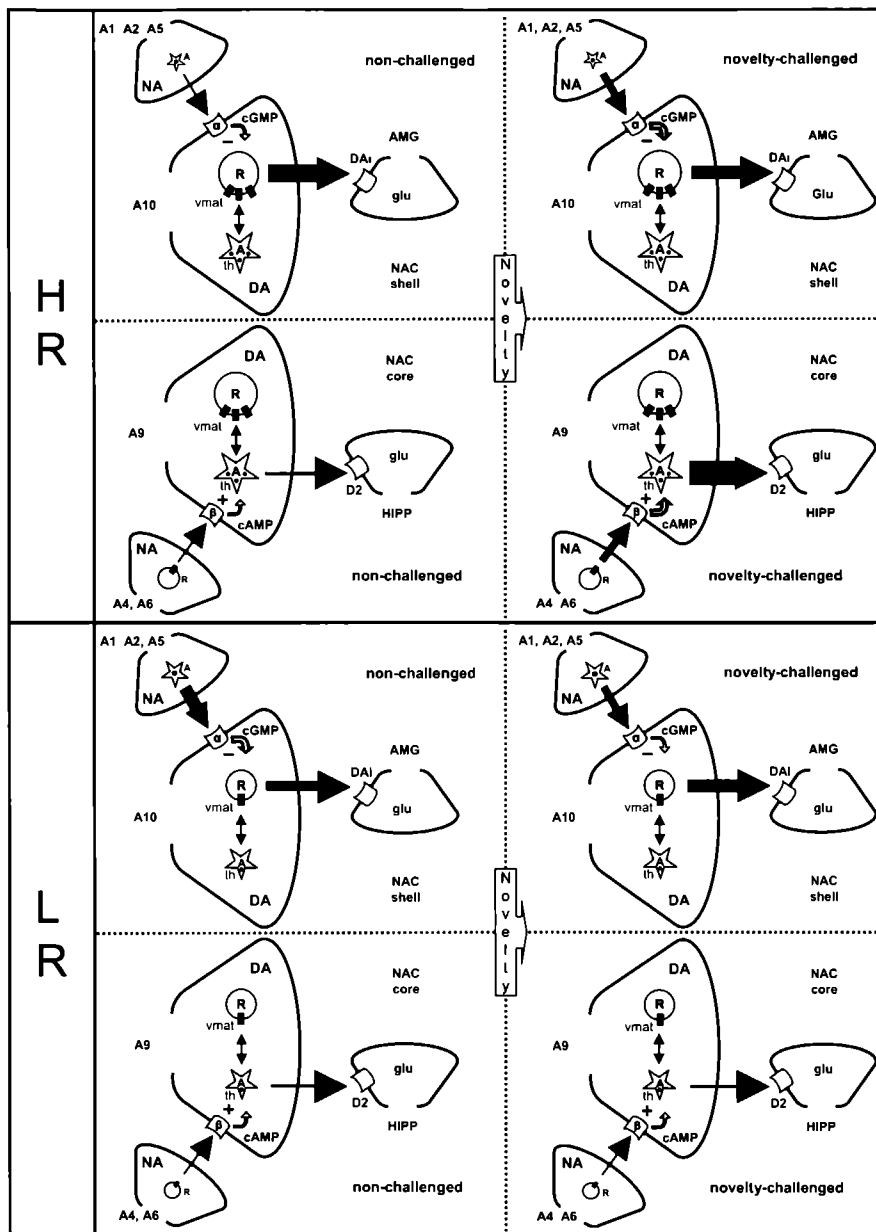 HR
A1 A2 A5
A
NA
non-challenged
α
cGMP
−
AMG
R
DA1
glu
A10
vmat
A
th
NAC
shell
DA
Novelty
A1, A2, A5
A
NA
novelty-challenged
α
cGMP
−
AMG
R
DA1
Glu
A10
vmat
A
th
NAC
shell
DA
DA
NAC
core
R
A9
vmat
glu
A
th
D2
+
β
cAMP
HIPP
NA
R
A4, A6
non-challenged
DA
NAC
core
R
A9
vmat
glu
A
th
D2
+
β
cAMP
HIPP
NA
R
A4 A6
novelty-challenged
LR
A1 A2, A5
A
NA
non-challenged
α
cGMP
−
AMG
R
DAI
glu
A10
vmat
A
th
NAC
shell
DA
Novelty
A1, A2, A5
A
NA
novelty-challenged
α
cGMP
−
AMG
R
DAI
glu
A10
vmat
A
th
NAC
shell
DA
DA
NAC
core
R
A9
vmat
glu
A
th
D2
+
β
cAMP
HIPP
NA
R
A4, A6
non-challenged
DA
NAC
core
R
A9
vmat
glu
A
th
D2
+
β
cAMP
HIPP
NA
R
A4, A6
novelty-challenged